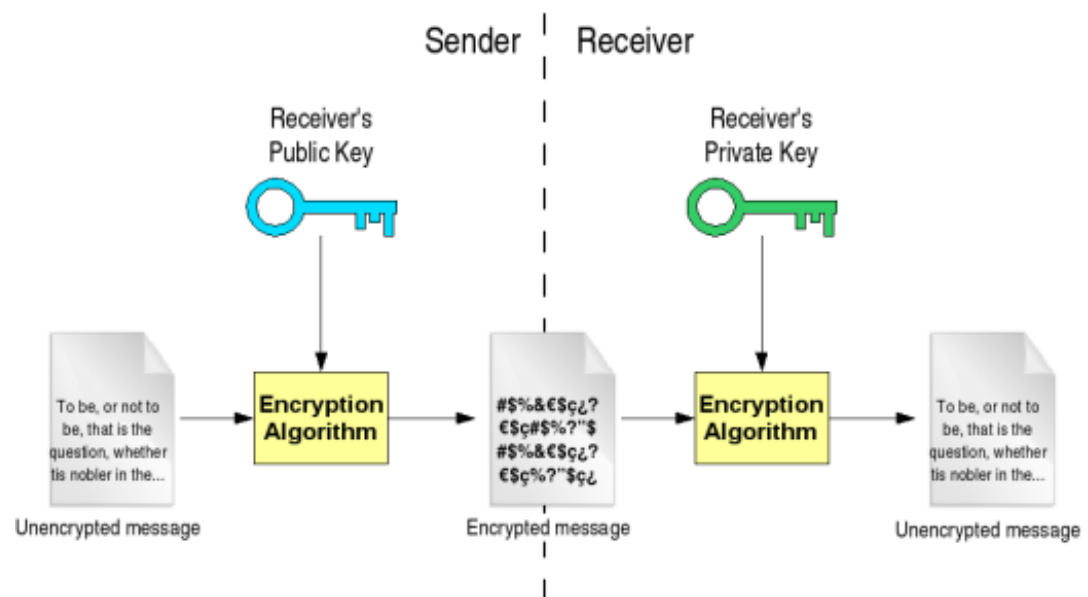 Sender
Receiver
Receiver's
Public Key
Receiver's
Private Key
To be, or not to
be, that is the
question, whether
tis nobler in the...
Unencrypted message
Encryption
Algorithm
#$%&€$ç¿?
€$ç#$%?"$
#$%&€$ç¿?
€$ç%?"$ç¿
Encrypted message
Encryption
Algorithm
To be, or not to
be, that is the
question, whether
tis nobler in the...
Unencrypted message